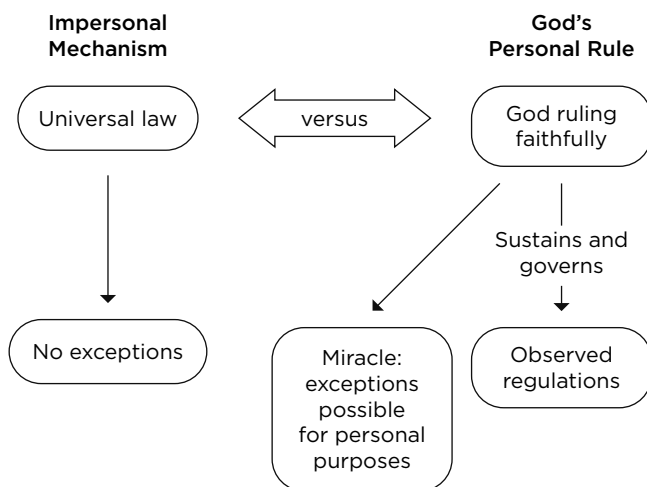 Impersonal
Mechanism
God's
Personal Rule
Universal law
versus
God ruling
faithfully
Sustains and
governs
No exceptions
Miracle:
exceptions
possible
for personal
purposes
Observed
regulations